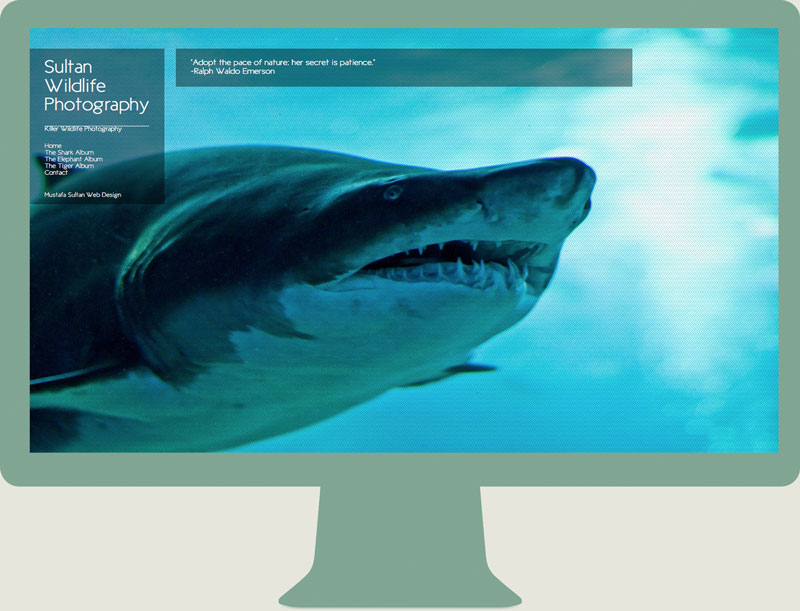 Sultan
Wildlife
Photography
Killer Wildlife Photography
Home
The Shark Album
The Elephant Album
The Tiger Album
Contact
Mustafa Sultan Web Design
"Adopt the pace of nature: her secret is patience."
-Ralph Waldo Emerson